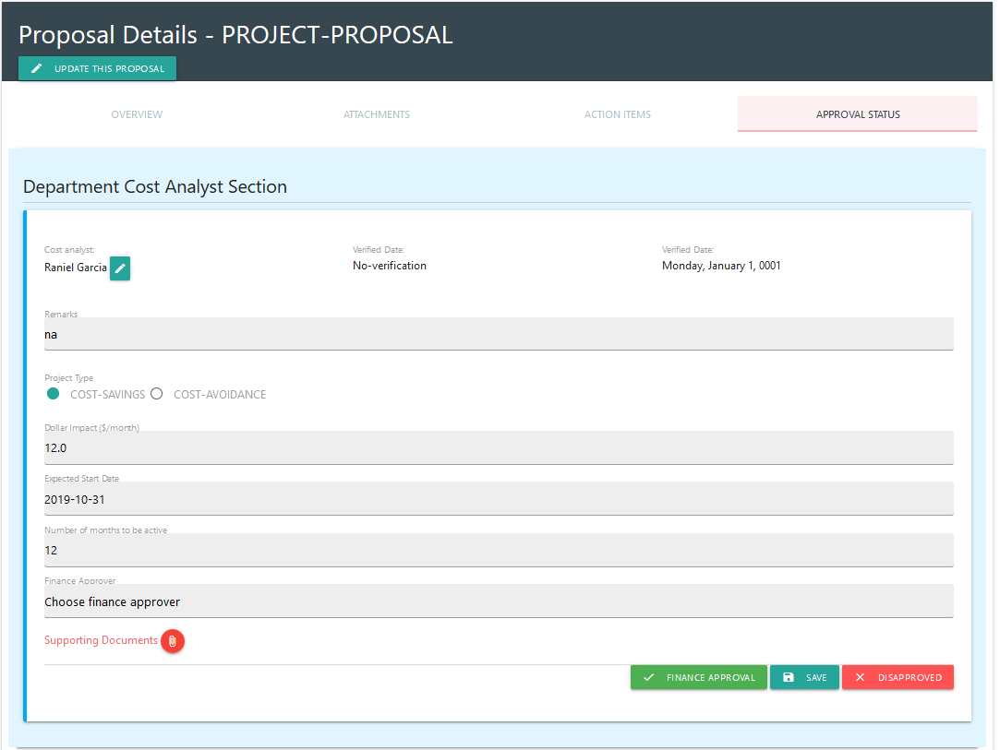 Proposal Details - PROJECT-PROPOSAL
UPDATE THIS PROPOSAL
OVERVIEW ATTACHMENTS ACTION ITEMS APPROVAL STATUS
Department Cost Analyst Section
Cost analyst: Verified Date: Verified Date:
Raniel Garcia No-verification Monday, January 1, 0001
Remarks
na
Project Type
COST-SAVINGS COST-AVOIDANCE
Dollar Impact ($/month)
12.0
Expected Start Date
2019-10-31
Number of months to be active
12
Finance Approver
Choose finance approver
Supporting Documents
FINANCE APPROVAL SAVE DISAPPROVED